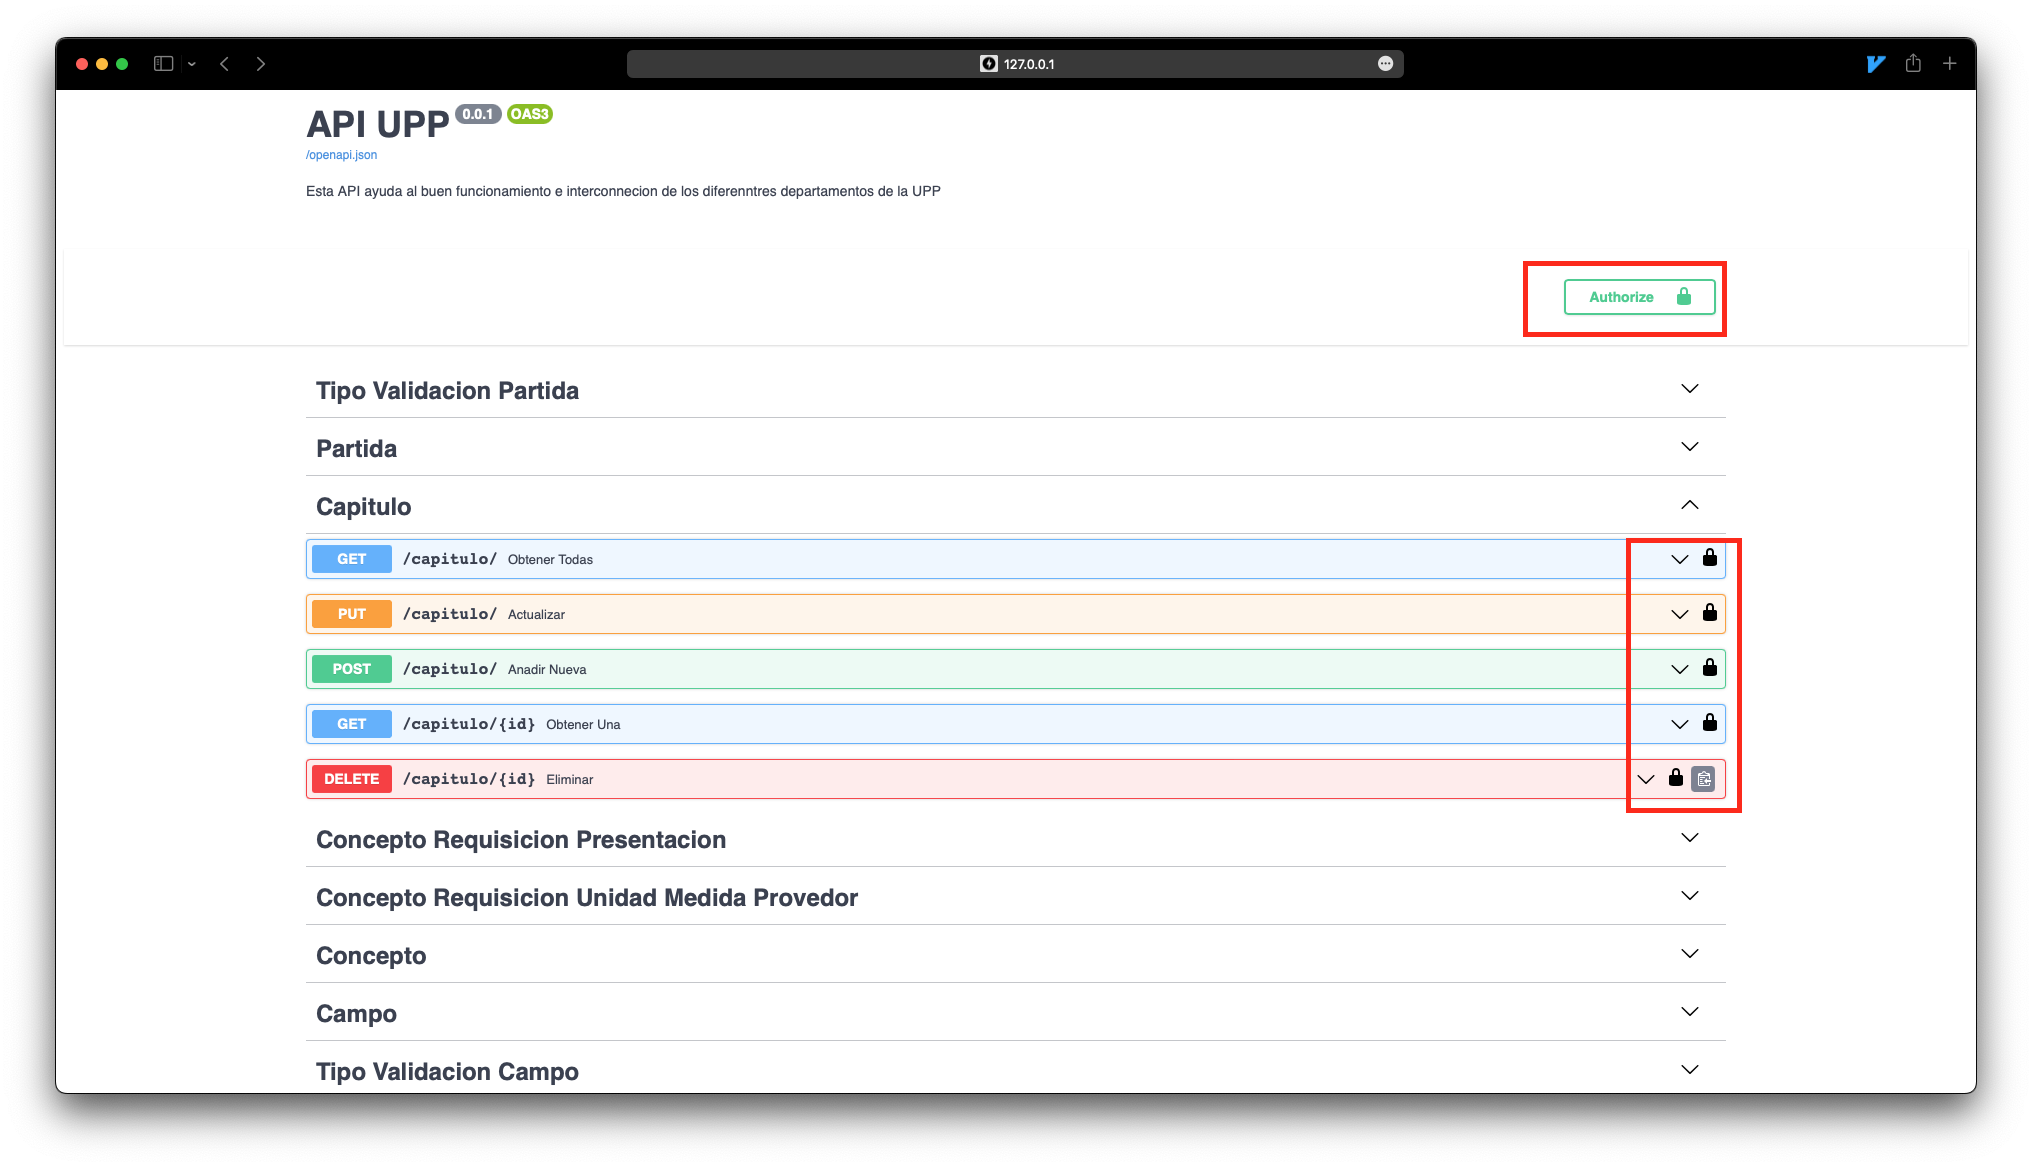 127.0.0.1
API UPP 0.0.1 OAS3
/openapi.json
Esta API ayuda al buen funcionamiento e interconnecion de los diferenntres departamentos de la UPP
Authorize
Tipo Validacion Partida
Partida
Capitulo
GET /capitulo/ Obtener Todas
PUT /capitulo/ Actualizar
POST /capitulo/ Anadir Nueva
GET /capitulo/{id} Obtener Una
DELETE /capitulo/{id} Eliminar
Concepto Requisicion Presentacion
Concepto Requisicion Unidad Medida Provedor
Concepto
Campo
Tipo Validacion Campo